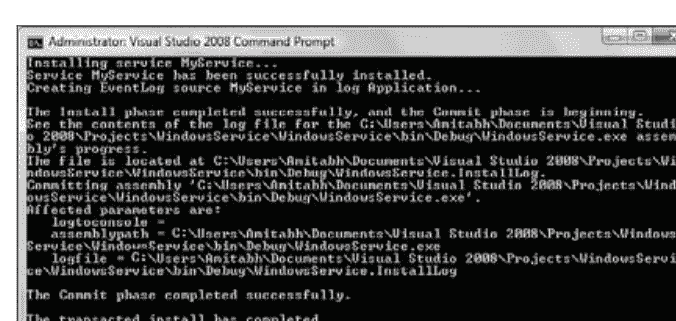 Administrator: Visual Studio 2008 Command Prompt
Installing service MyService...
Service MyService has been successfully installed.
Creating EventLog source MyService in log Application...
The Install phase completed successfully, and the Commit phase is beginning.
See the contents of the log file for the C:\Users\Amitabh\Documents\Visual Studi
o 2008\Projects\WindowsService\WindowsService\bin\Debug\WindowsService.exe assem
bly's progress.
The file is located at C:\Users\Amitabh\Documents\Visual Studio 2008\Projects\Wi
ndowsService\WindowsService\bin\Debug\WindowsService.InstallLog.
Committing assembly 'C:\Users\Amitabh\Documents\Visual Studio 2008\Projects\Wind
owsService\WindowsService\bin\Debug\WindowsService.exe'.
Affected parameters are:
logtoconsole =
assemblypath = C:\Users\Amitabh\Documents\Visual Studio 2008\Projects\Windows
Service\WindowsService\bin\Debug\WindowsService.exe
logfile = C:\Users\Amitabh\Documents\Visual Studio 2008\Projects\WindowsServi
ce\WindowsService\bin\Debug\WindowsService.InstallLog
The Commit phase completed successfully.
The transacted install has completed.